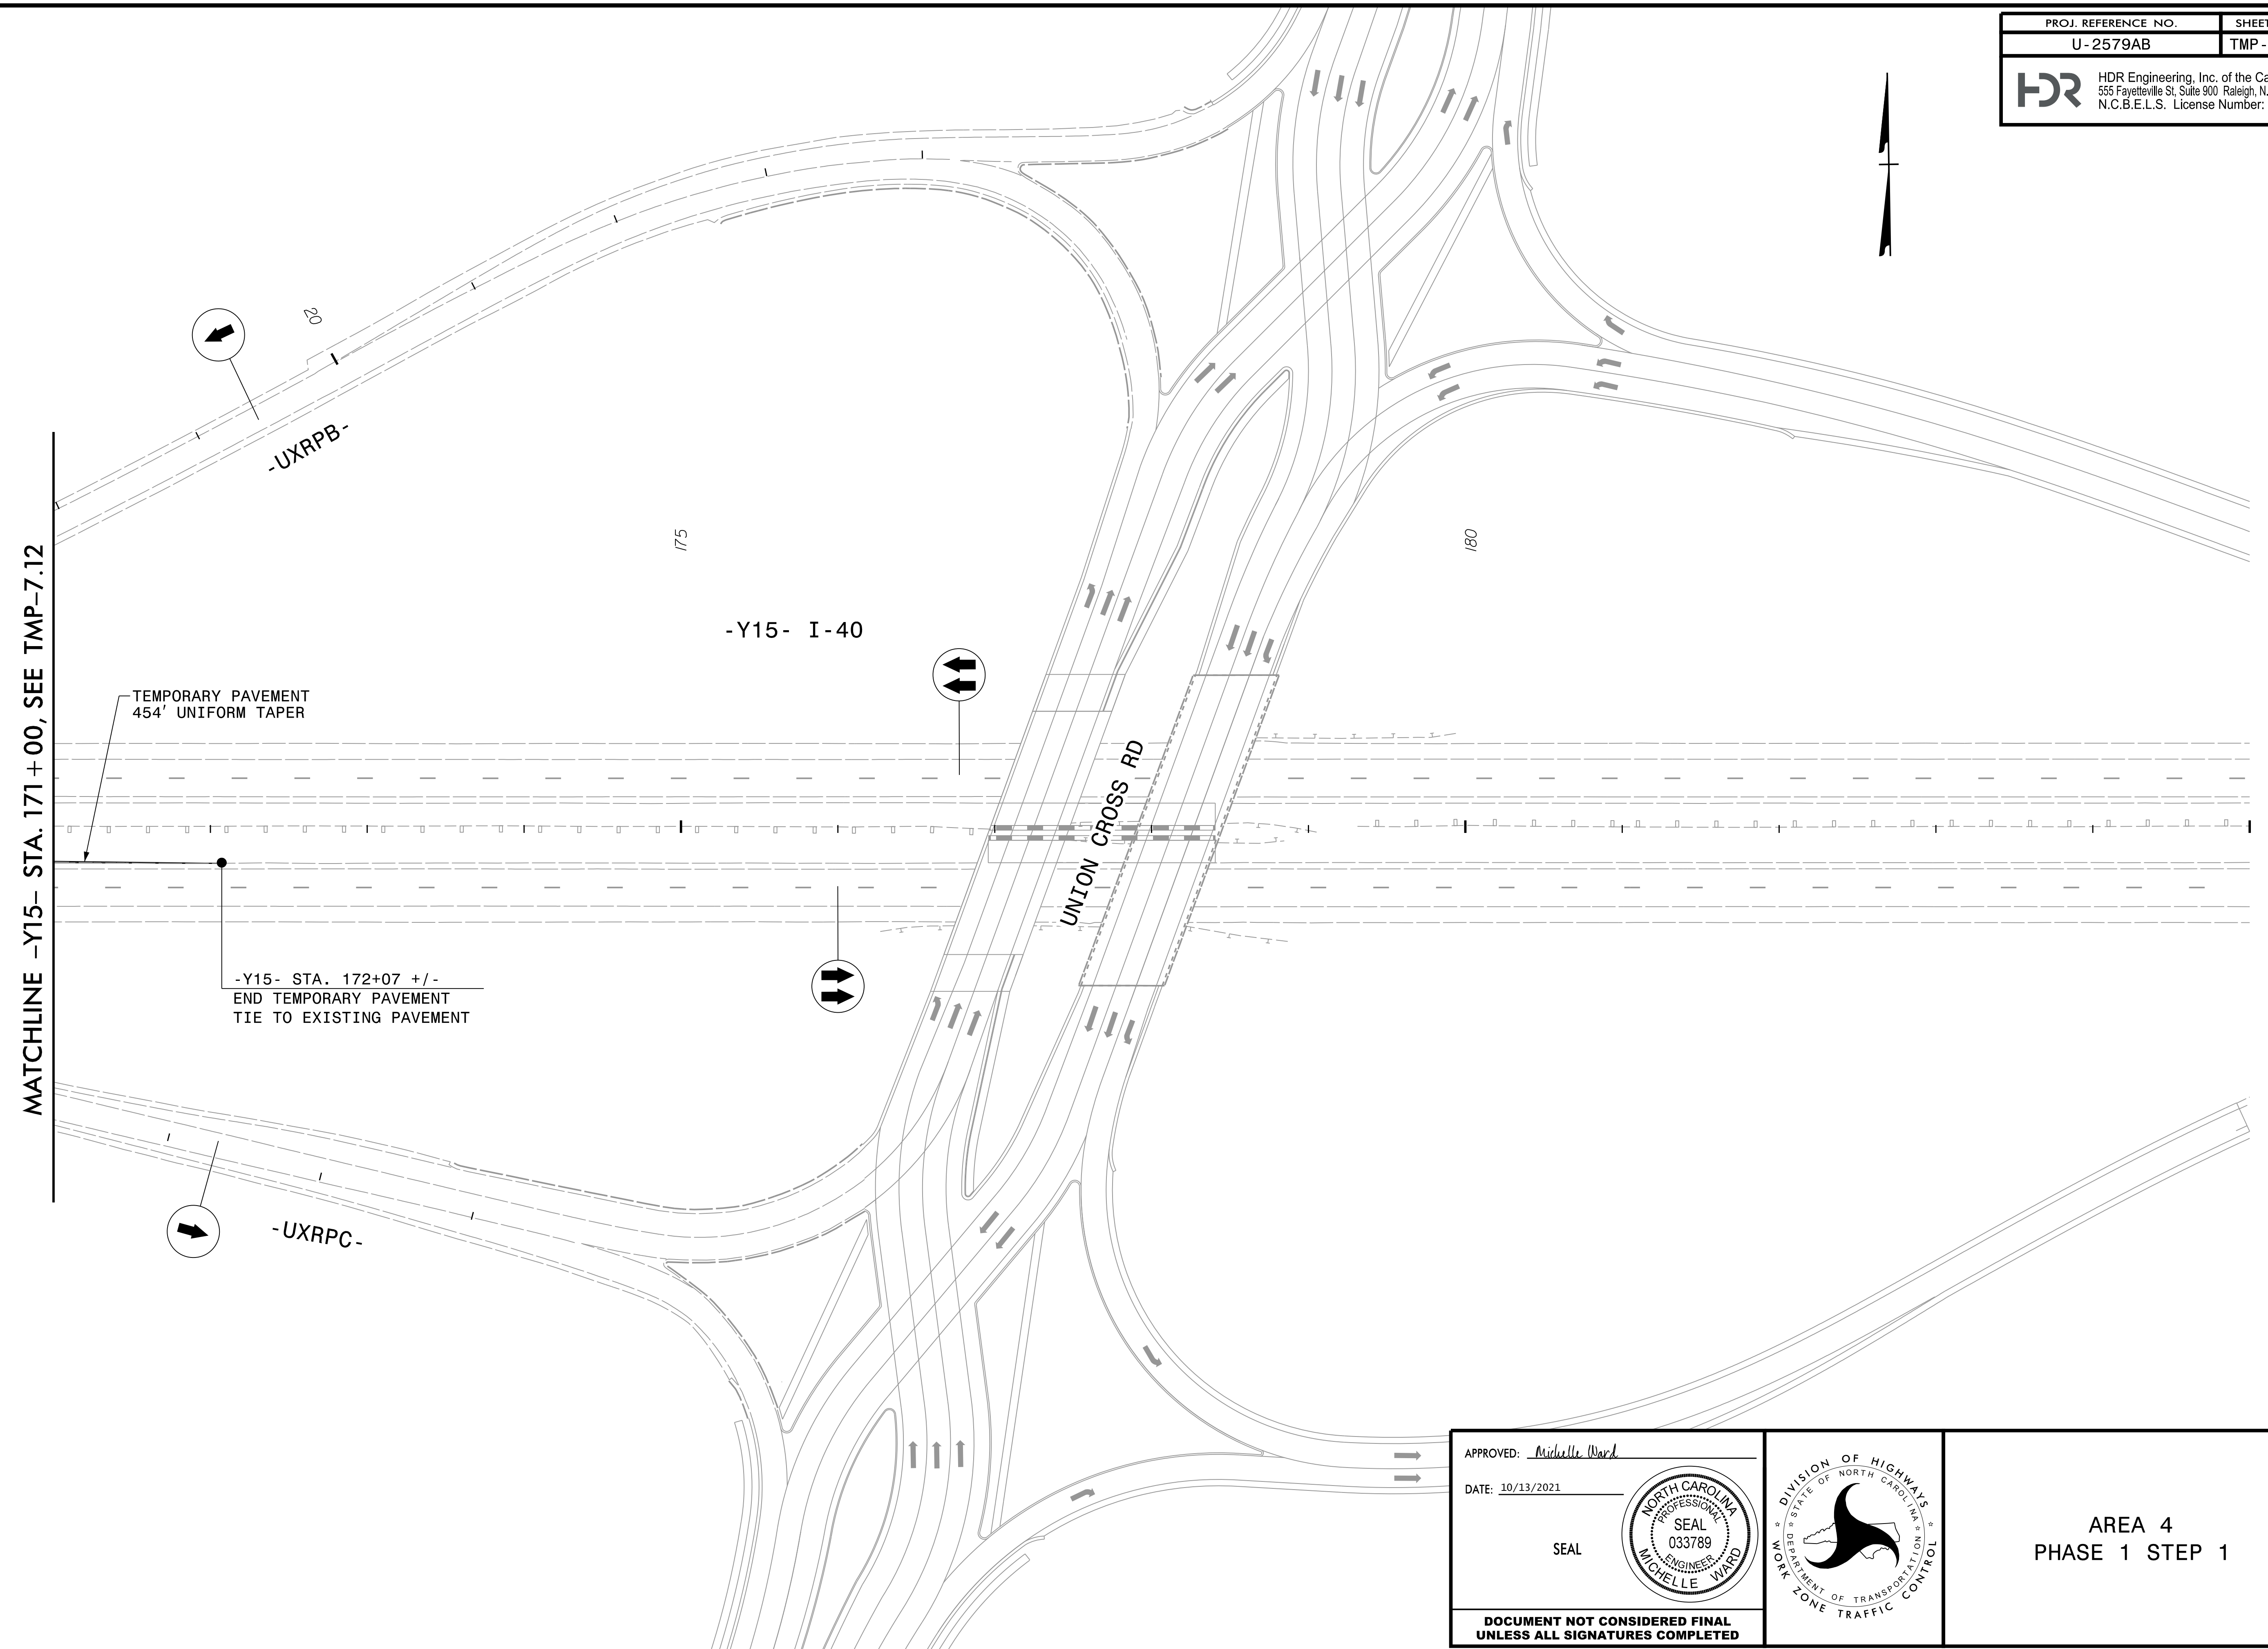 PROJ. REFERENCE NO.
SHEET
U-2579AB
TMP-
HDR
HDR Engineering, Inc. of the Ca
555 Fayetteville St, Suite 900 Raleigh, N.
N.C.B.E.L.S. License Number:
20
-UXRPB-
175
180
-Y15- I-40
MATCHLINE -Y15- STA. 171+00, SEE TMP-7.12
TEMPORARY PAVEMENT
454' UNIFORM TAPER
UNION CROSS RD
-Y15- STA. 172+07 +/-
END TEMPORARY PAVEMENT
TIE TO EXISTING PAVEMENT
-UXRPC-
APPROVED: Michelle Ward
DATE: 10/13/2021
SEAL
NORTH CAROLINA
PROFESSIONAL
SEAL
033789
ENGINEER
MICHELLE WARD
DOCUMENT NOT CONSIDERED FINAL
UNLESS ALL SIGNATURES COMPLETED
DIVISION OF HIGHWAYS
STATE OF NORTH CAROLINA
DEPARTMENT OF TRANSPORTATION
WORK ZONE TRAFFIC CONTROL
AREA 4
PHASE 1 STEP 1